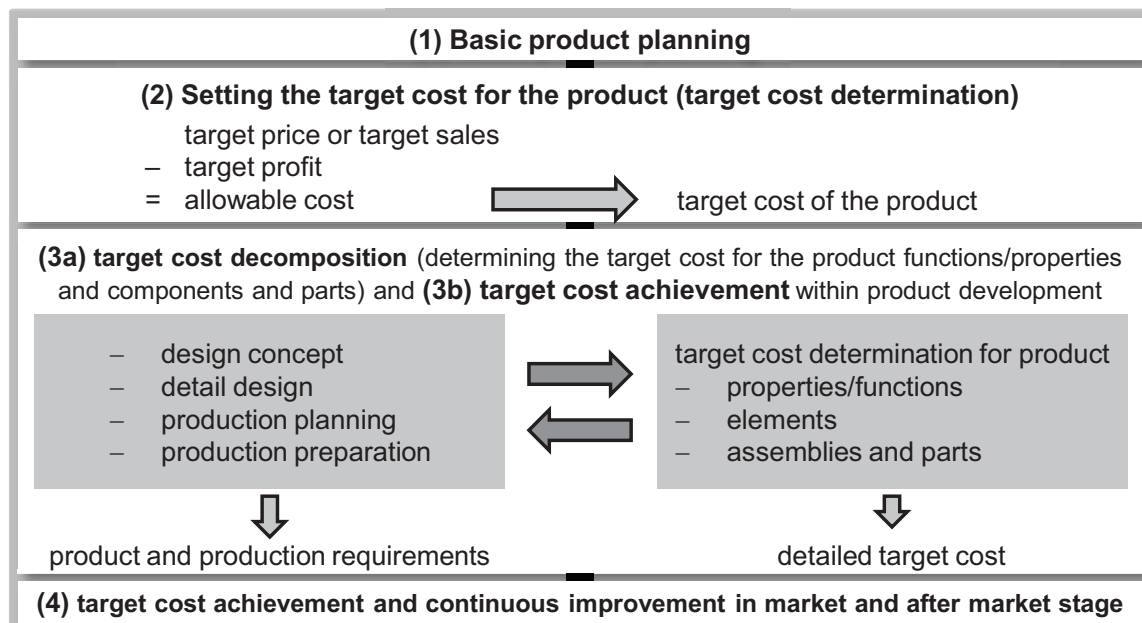 (1) Basic product planning
(2) Setting the target cost for the product (target cost determination)
target price or target sales
– target profit
= allowable cost
target cost of the product
(3a) target cost decomposition (determining the target cost for the product functions/properties
and components and parts) and (3b) target cost achievement within product development
– design concept
– detail design
– production planning
– production preparation
target cost determination for product
– properties/functions
– elements
– assemblies and parts
product and production requirements
detailed target cost
(4) target cost achievement and continuous improvement in market and after market stage